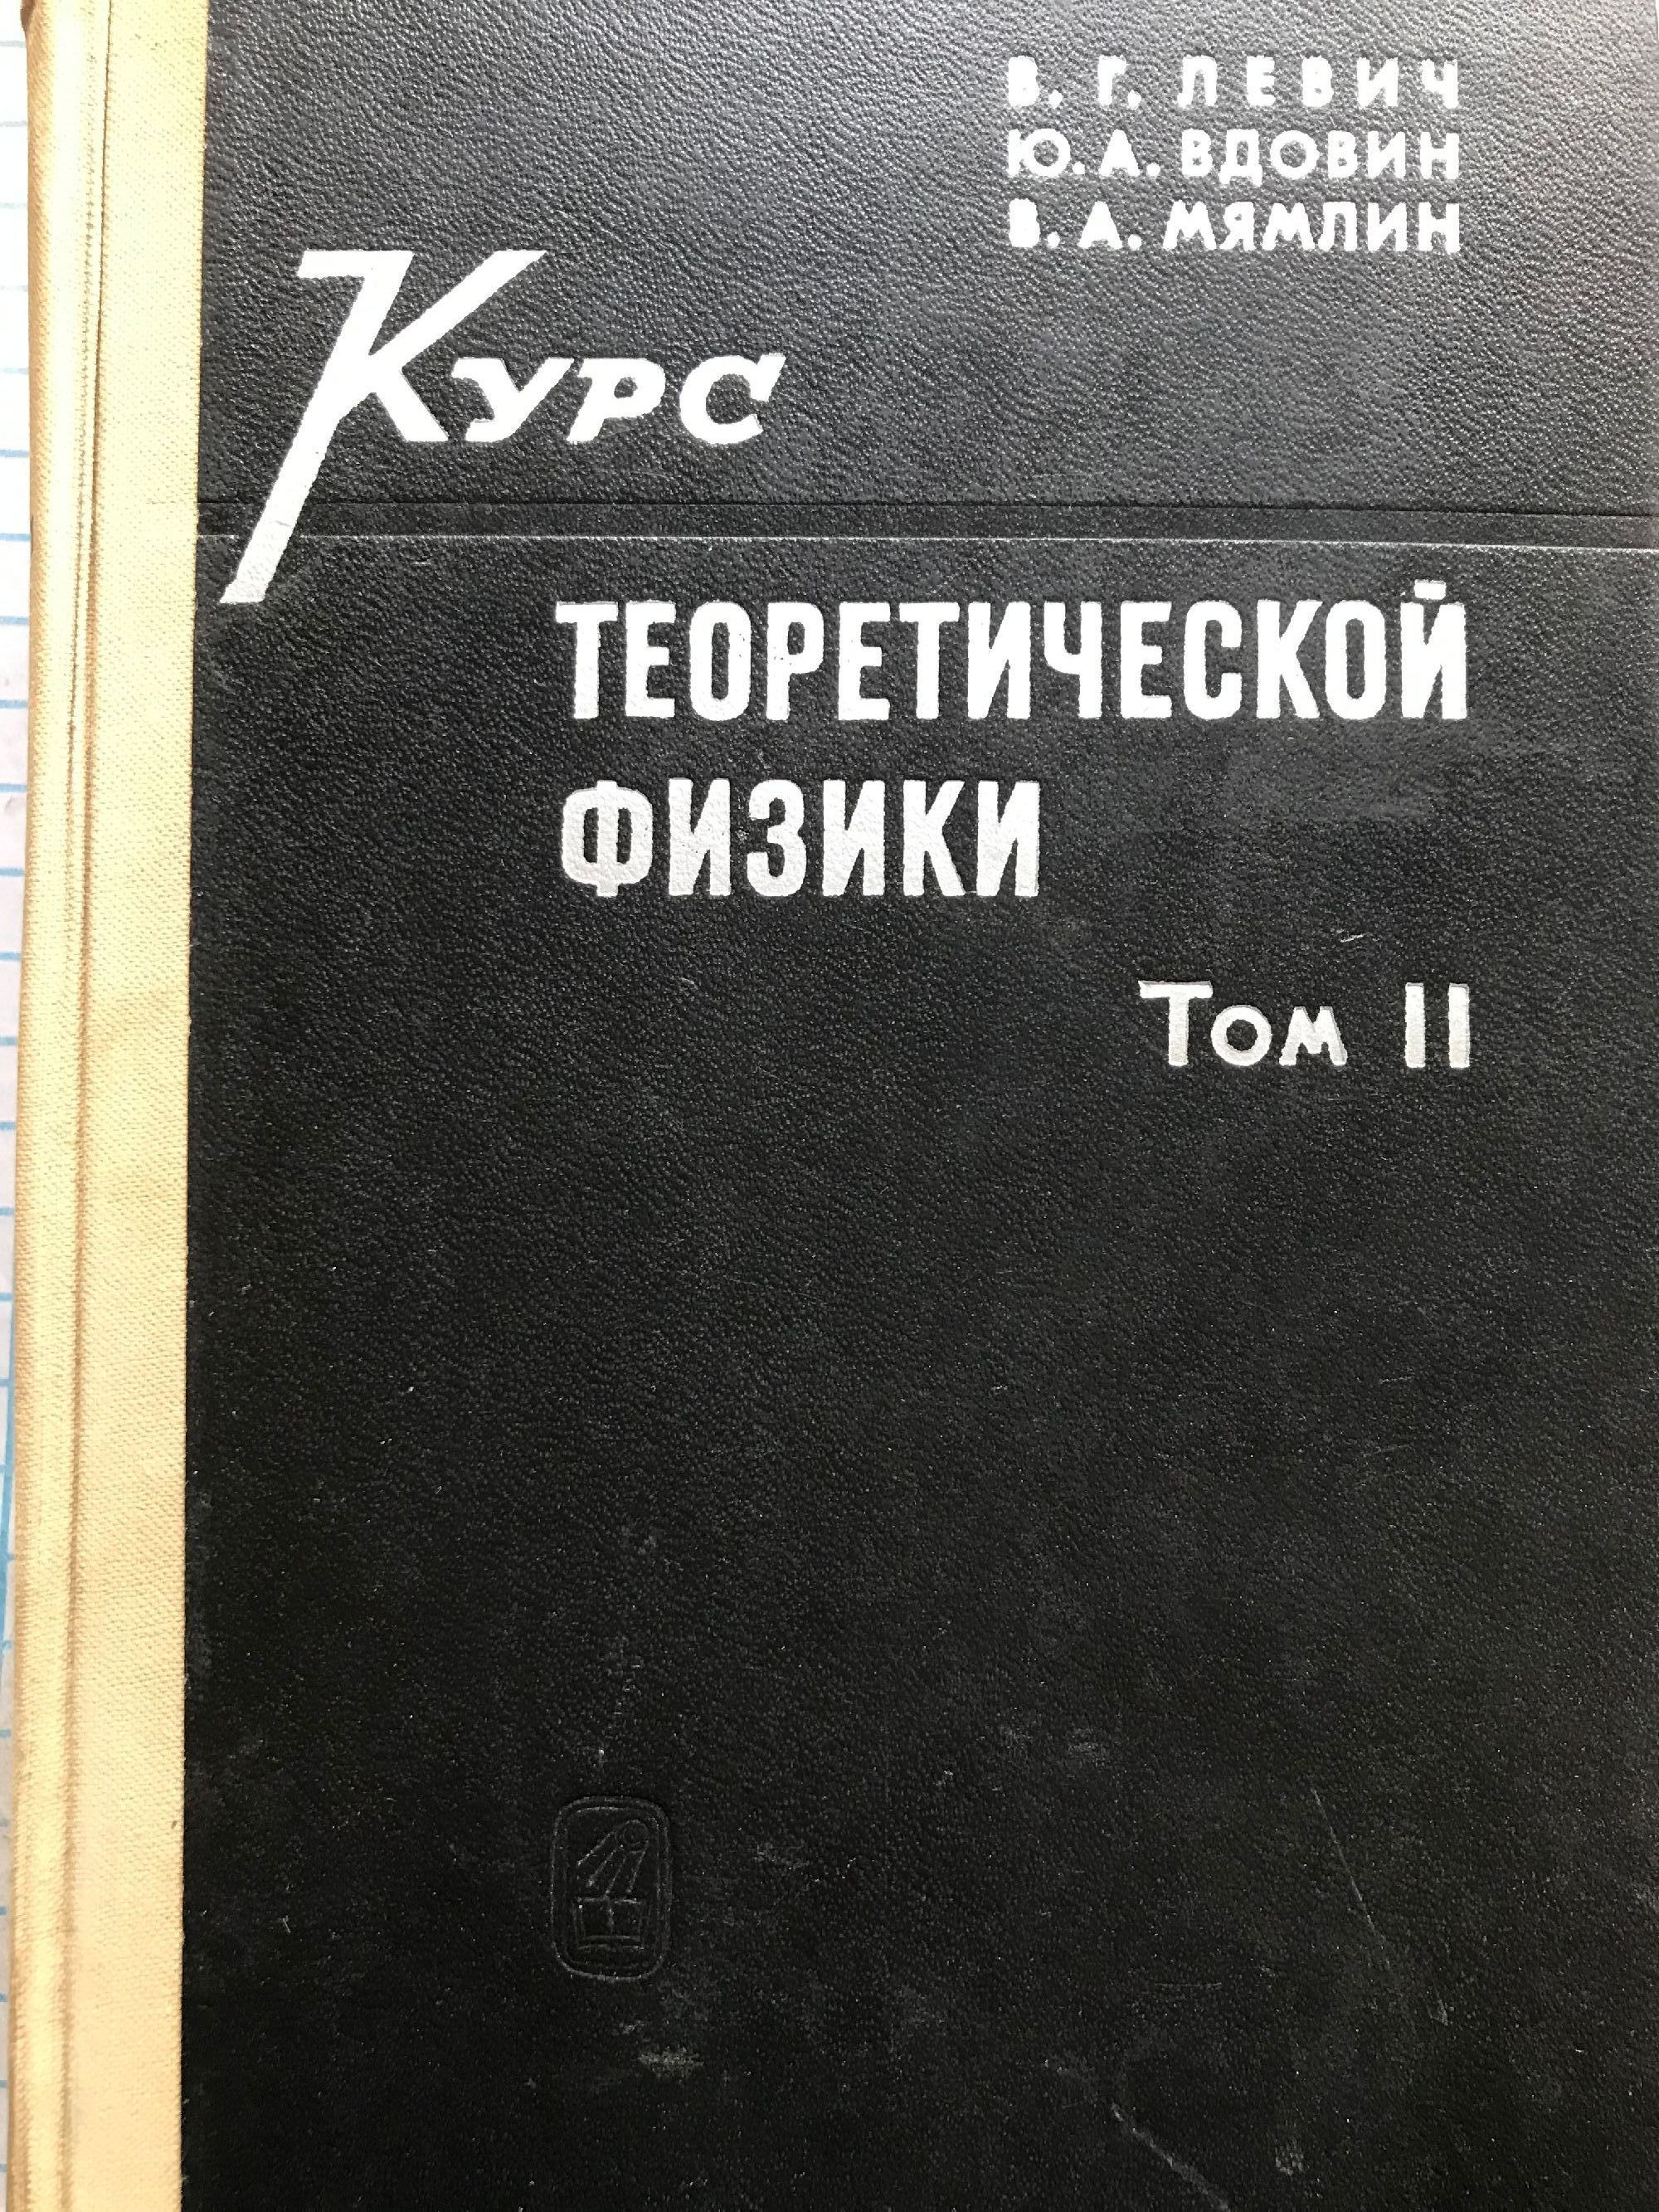 В. Г. ЛЕВИЧ
Ю. А. ВДОВИН
В. А. МЯМЛИН
КУРС
ТЕОРЕТИЧЕСКОЙ
ФИЗИКИ
Том II